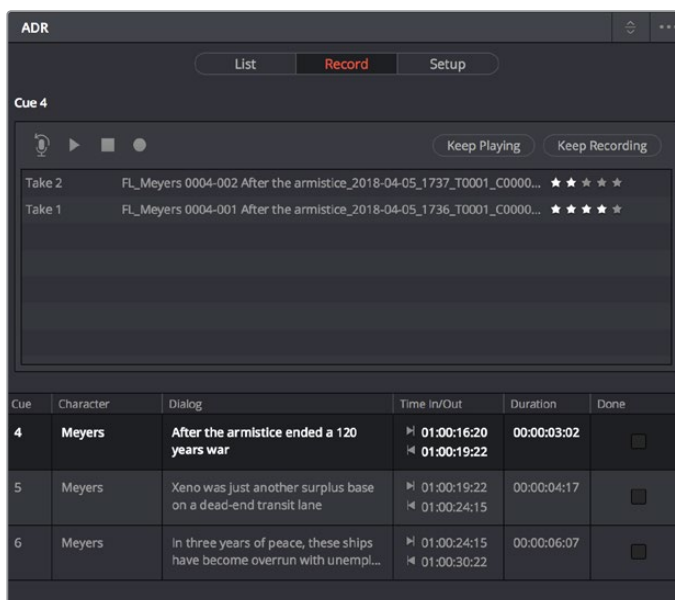 ADR
List Record Setup
Cue 4
Keep Playing Keep Recording
Take 2 FL_Meyers 0004-002 After the armistice_2018-04-05_1737_T0001_C0000...
Take 1 FL_Meyers 0004-001 After the armistice_2018-04-05_1736_T0001_C0000...
Cue Character Dialog Time In/Out Duration Done
4 Meyers After the armistice ended a 120 01:00:16:20 00:00:03:02
years war 01:00:19:22
5 Meyers Xeno was just another surplus base 01:00:19:22 00:00:04:17
on a dead-end transit lane 01:00:24:15
6 Meyers In three years of peace, these ships 01:00:24:15 00:00:06:07
have become overrun with unempl... 01:00:30:22